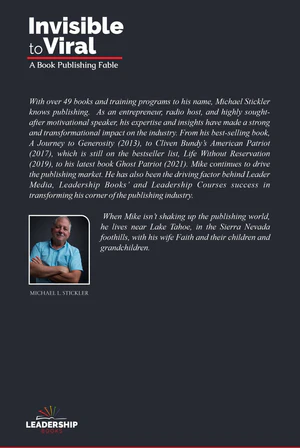 Invisible
to Viral
A Book Publishing Fable
With over 49 books and training programs to his name, Michael Stickler
knows publishing. As an entrepreneur, radio host, and highly sought-
after motivational speaker, his expertise and insights have made a strong
and transformational impact on the industry. From his best-selling book,
A Journey to Generosity (2013), to Cliven Bundy's American Patriot
(2017), which is still on the bestseller list, Life Without Reservation
(2019), to his latest book Ghost Patriot (2021). Mike continues to drive
the publishing market. He has also been the driving factor behind Leader
Media, Leadership Books' and Leadership Courses success in
transforming his corner of the publishing industry.
When Mike isn't shaking up the publishing world,
he lives near Lake Tahoe, in the Sierra Nevada
foothills, with his wife Faith and their children and
grandchildren.
MICHAEL L STICKLER
LEADERSHIP
BOOKS